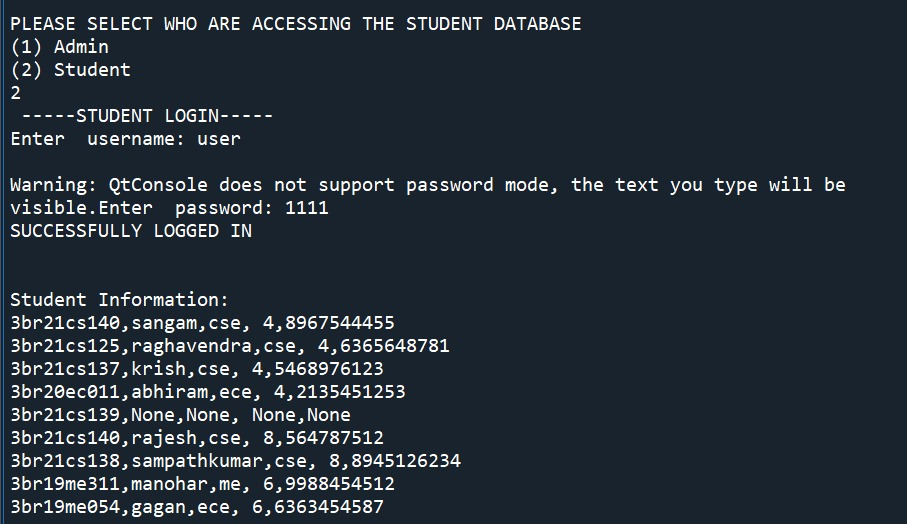 PLEASE SELECT WHO ARE ACCESSING THE STUDENT DATABASE
(1) Admin
(2) Student
2
-----STUDENT LOGIN-----
Enter  username: user
Warning: QtConsole does not support password mode, the text you type will be
visible.Enter  password: 1111
SUCCESSFULLY LOGGED IN
Student Information:
3br21cs140,sangam,cse, 4,8967544455
3br21cs125,raghavendra,cse, 4,6365648781
3br21cs137,krish,cse, 4,5468976123
3br20ec011,abhiram,ece, 4,2135451253
3br21cs139,None,None, None,None
3br21cs140,rajesh,cse, 8,564787512
3br21cs138,sampathkumar,cse, 8,8945126234
3br19me311,manohar,me, 6,9988454512
3br19me054,gagan,ece, 6,6363454587